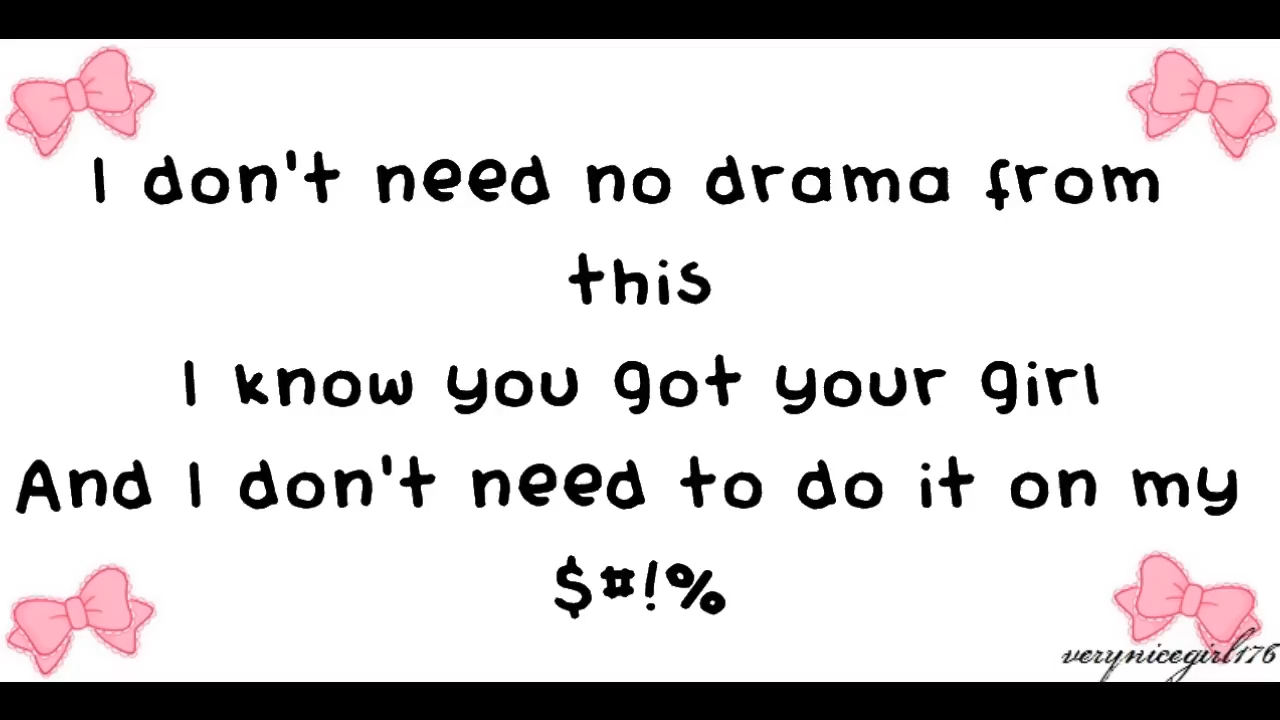 I don't need no drama from
this
I know you got your girl
And I don't need to do it on my
$#!%
verynicegirl176